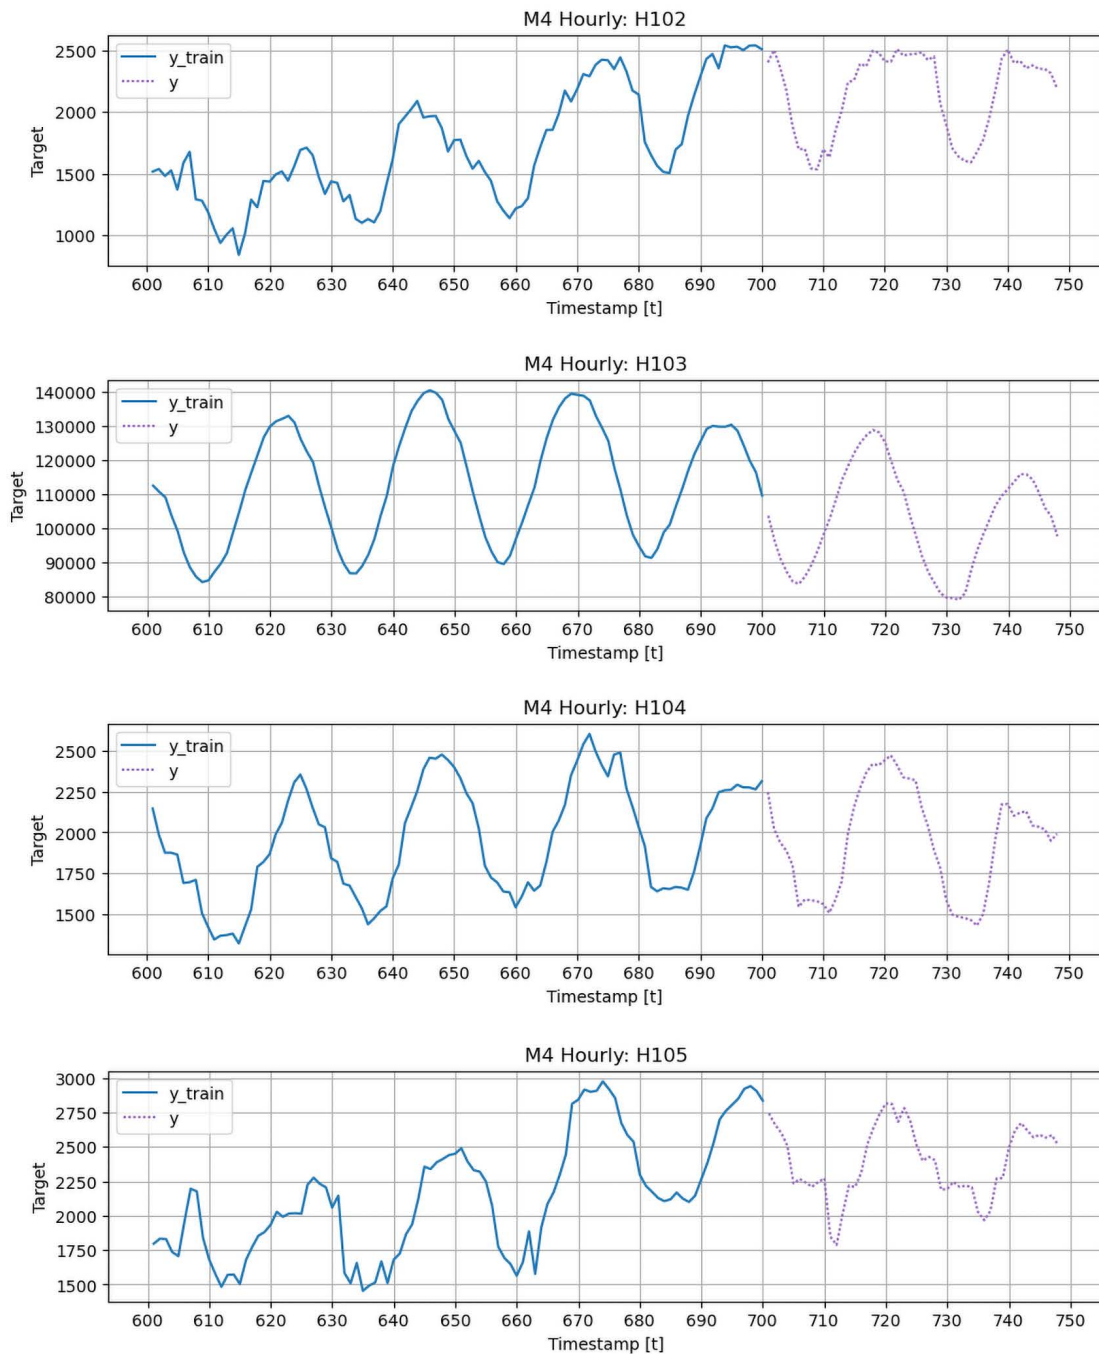 M4 Hourly: H102
y_train
y
2500
2000
1500
1000
Target
600 610 620 630 640 650 660 670 680 690 700 710 720 730 740 750
Timestamp [t]
M4 Hourly: H103
y_train
y
140000
130000
120000
110000
100000
90000
80000
Target
600 610 620 630 640 650 660 670 680 690 700 710 720 730 740 750
Timestamp [t]
M4 Hourly: H104
y_train
y
2500
2250
2000
1750
1500
Target
600 610 620 630 640 650 660 670 680 690 700 710 720 730 740 750
Timestamp [t]
M4 Hourly: H105
y_train
y
3000
2750
2500
2250
2000
1750
1500
Target
600 610 620 630 640 650 660 670 680 690 700 710 720 730 740 750
Timestamp [t]